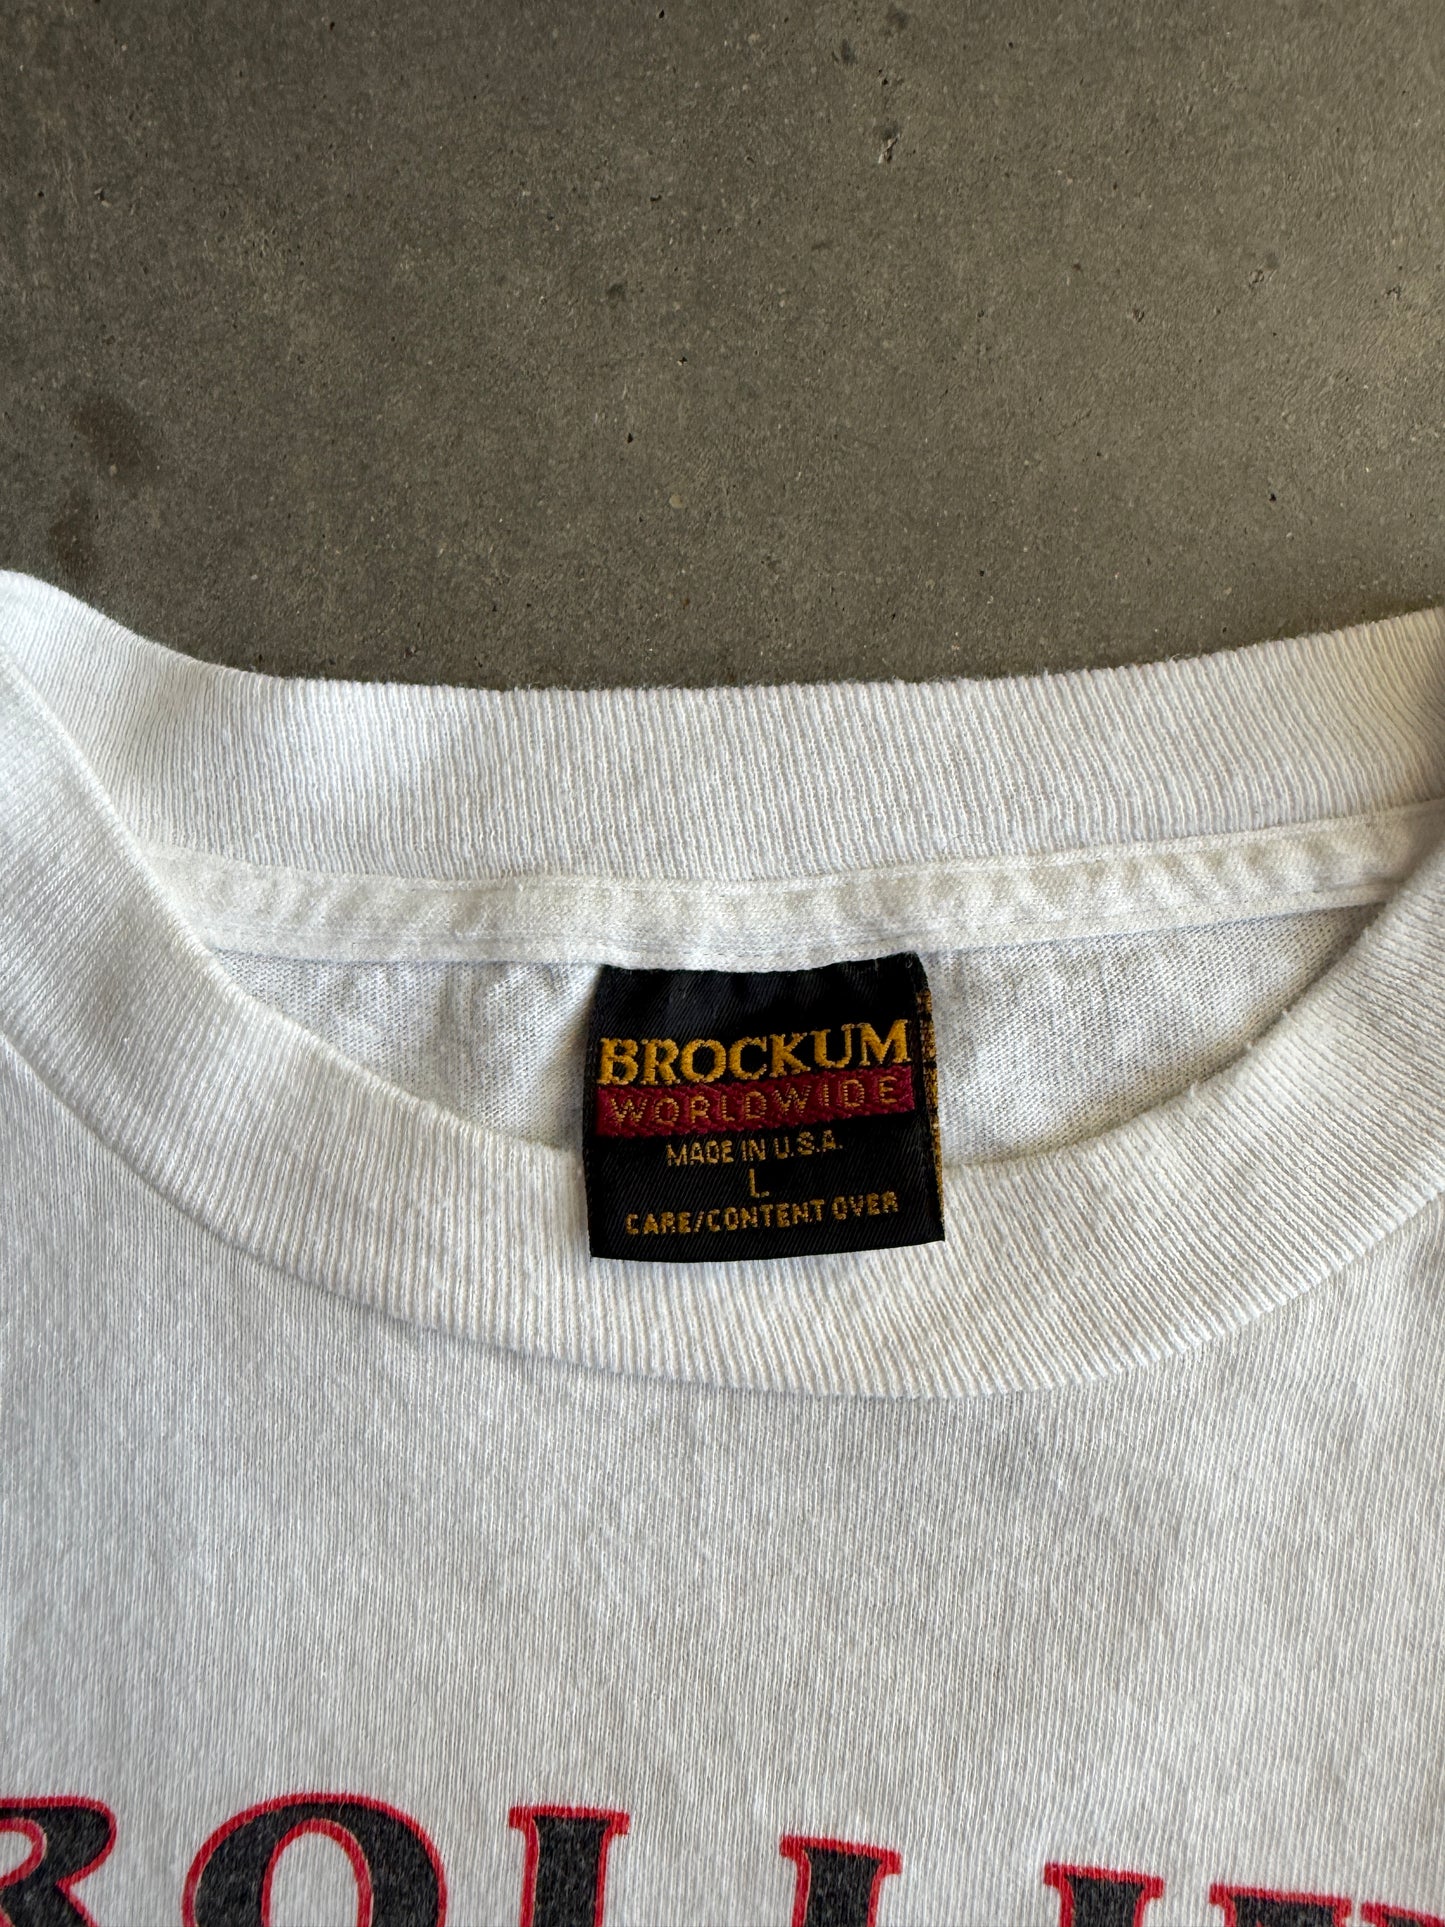 BROCKUM
WORLDWIDE
MADE IN U.S.A.
L
CARE/CONTENT OVER